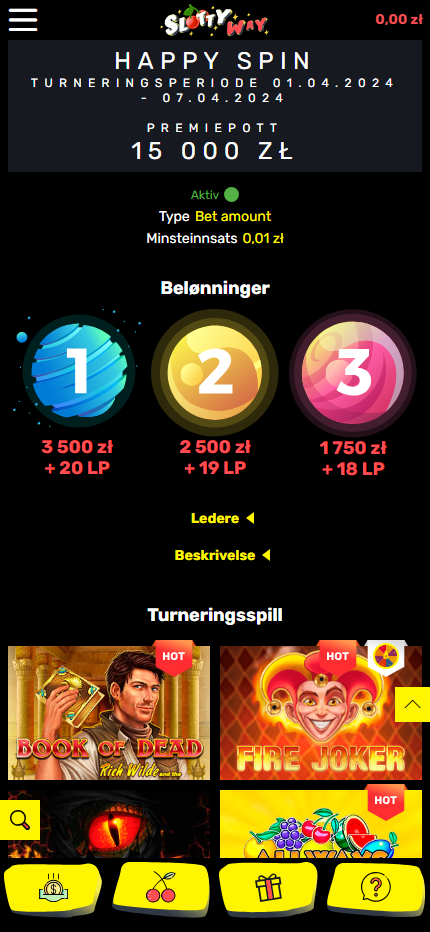 SLOTTY WAY
0,00 zł
HAPPY SPIN
TURNERINGSPERIODE 01.04.2024
- 07.04.2024
PREMIEPOTT
15 000 ZŁ
Aktiv
Type Bet amount
Minsteinnsats 0,01 zł
Belønninger
1 2 3
3 500 zł 2 500 zł 1 750 zł
+ 20 LP + 19 LP + 18 LP
Ledere
Beskrivelse
Turneringsspill
HOT HOT
BOOK OF DEAD FIRE JOKER
Rich Wilde and the
HOT
ALLWAYS
$ ?